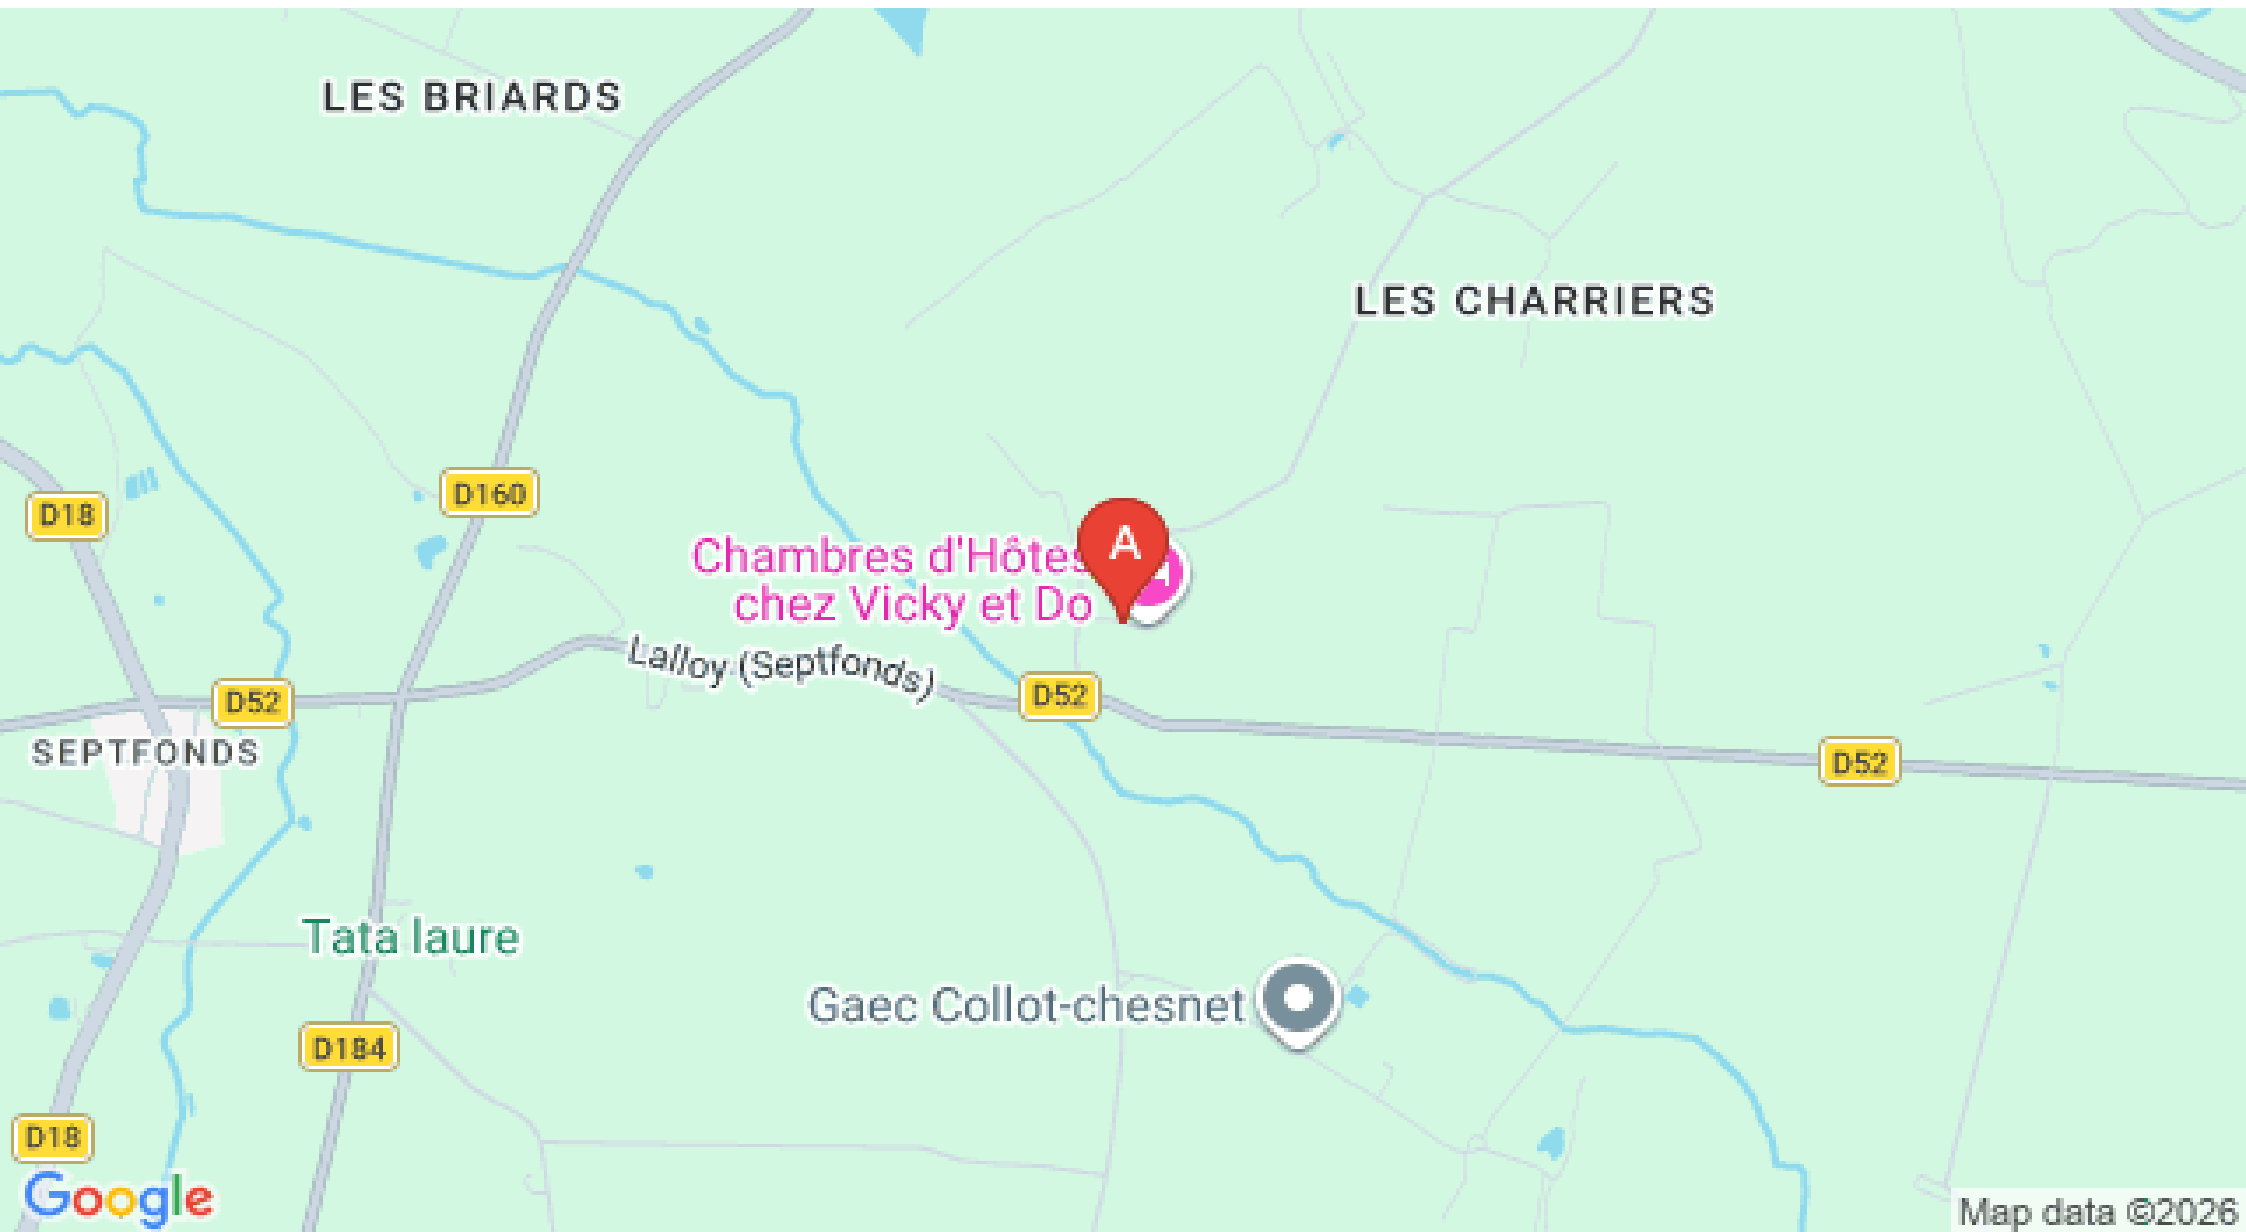 LES BRIARDS
LES CHARRIERS
D160
D18
A
Chambres d'Hôtes
chez Vicky et Do
Lalloy (Septfonds)
D52
D52
SEPTFONDS
D52
Tata laure
Gaec Collot-chesnet
D184
D18
Google
Map data ©2026